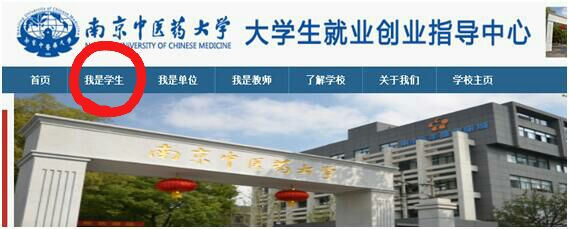 南京中医药大学 大学生就业创业指导中心
NANJING UNIVERSITY OF CHINESE MEDICINE
首页 我是学生 我是单位 我是教师 了解学校 关于我们 学校主页
南京中医药大学